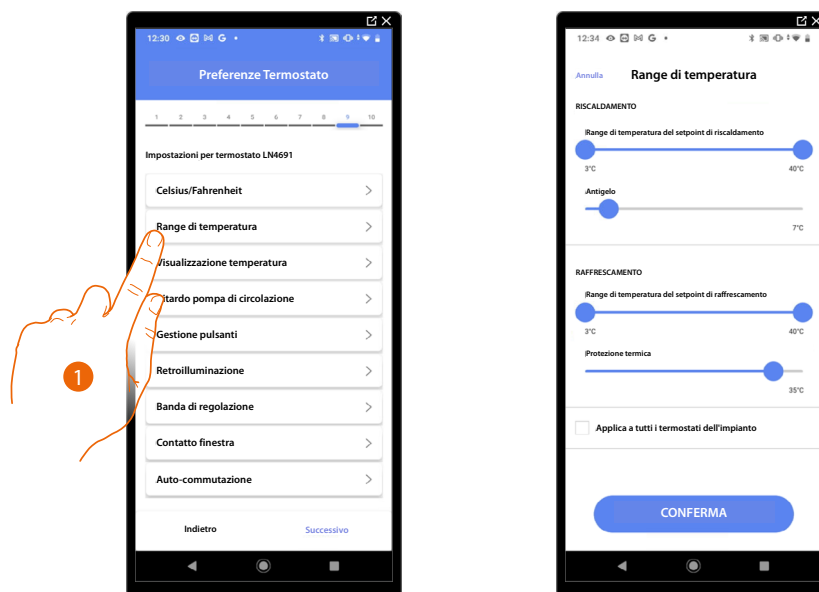 12:30
Preferenze Termostato
1 2 3 4 5 6 7 8 9 10
Impostazioni per termostato LN4691
Celsius/Fahrenheit
Range di temperatura
Visualizzazione temperatura
itardo pompa di circolazione
Gestione pulsanti
Retroilluminazione
Banda di regolazione
Contatto finestra
Auto-commutazione
Indietro Successivo
1
12:34
Annulla Range di temperatura
RISCALDAMENTO
Range di temperatura del setpoint di riscaldamento
3°C 40°C
Antigelo
7°C
RAFFRESCAMENTO
Range di temperatura del setpoint di raffrescamento
3°C 40°C
Protezione termica
35°C
Applica a tutti i termostati dell'impianto
CONFERMA